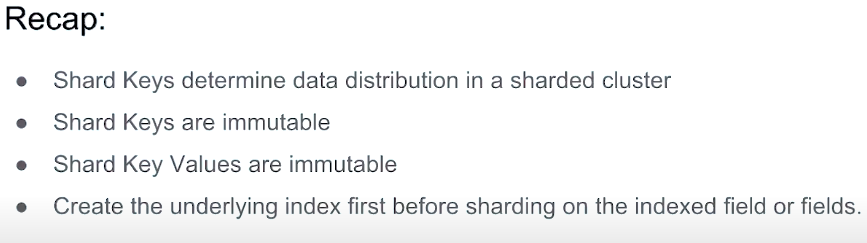 Recap:
● Shard Keys determine data distribution in a sharded cluster
● Shard Keys are immutable
● Shard Key Values are immutable
● Create the underlying index first before sharding on the indexed field or fields.